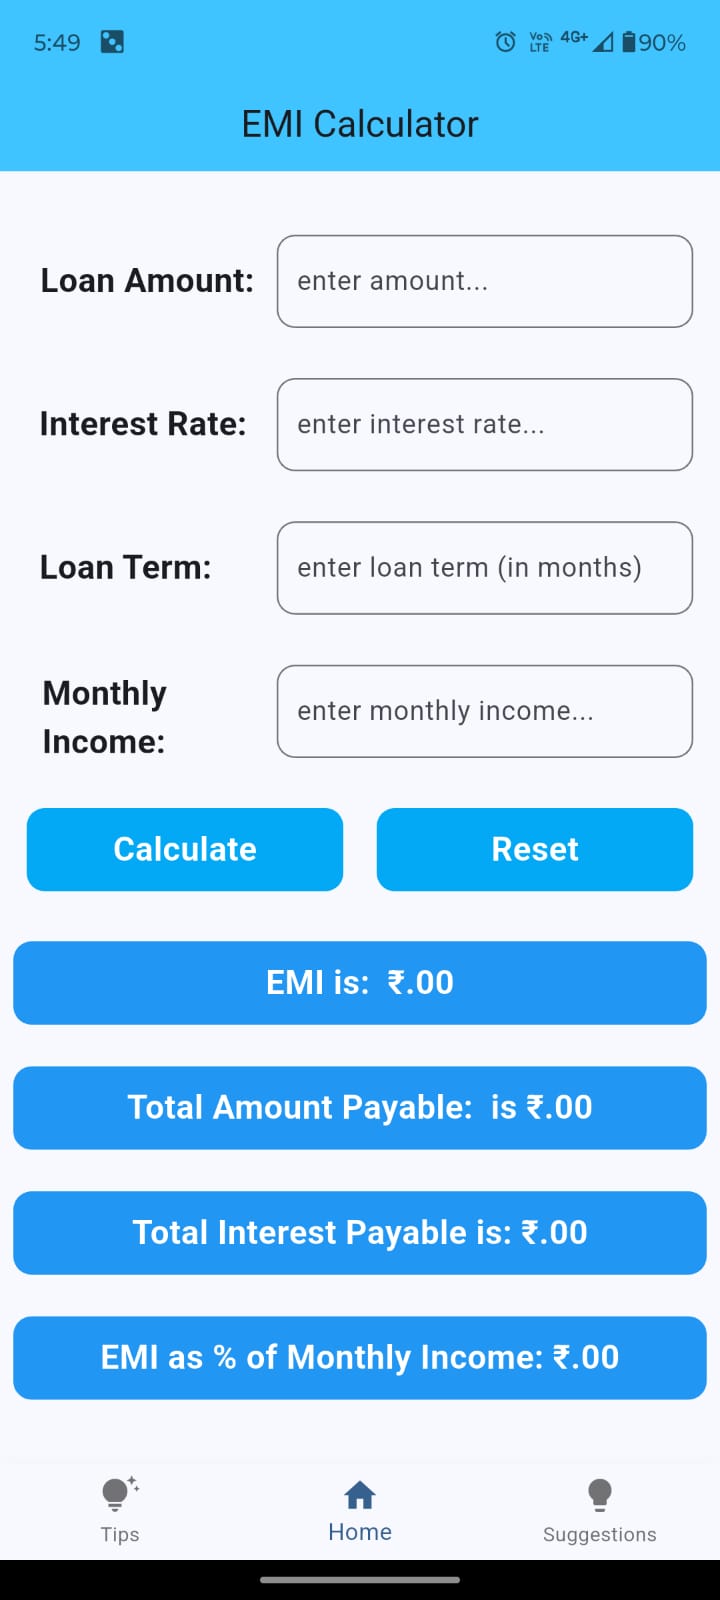 5:49 VoLTE 4G+ 90%
EMI Calculator
Loan Amount: enter amount...
Interest Rate: enter interest rate...
Loan Term: enter loan term (in months)
Monthly
Income:
enter monthly income...
Calculate Reset
EMI is:  ₹.00
Total Amount Payable:  is ₹.00
Total Interest Payable is: ₹.00
EMI as % of Monthly Income: ₹.00
Tips Home Suggestions